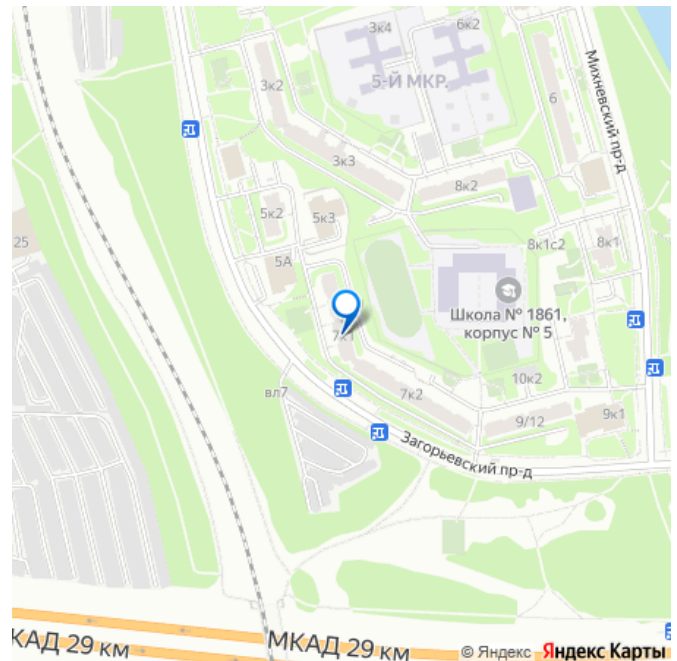 3к4
6к2
5-Й МКР.
3к2
6
Михневский пр-д
3к3
8к2
5к2
5к3
25
5А
8к1с2
8к1
Школа № 1861,
корпус № 5
7к1
вл7
7к2
10к2
9/12
9к1
Загорьевский пр-д
КАД 29 км
МКАД 29 км
© Яндекс Яндекс Карты